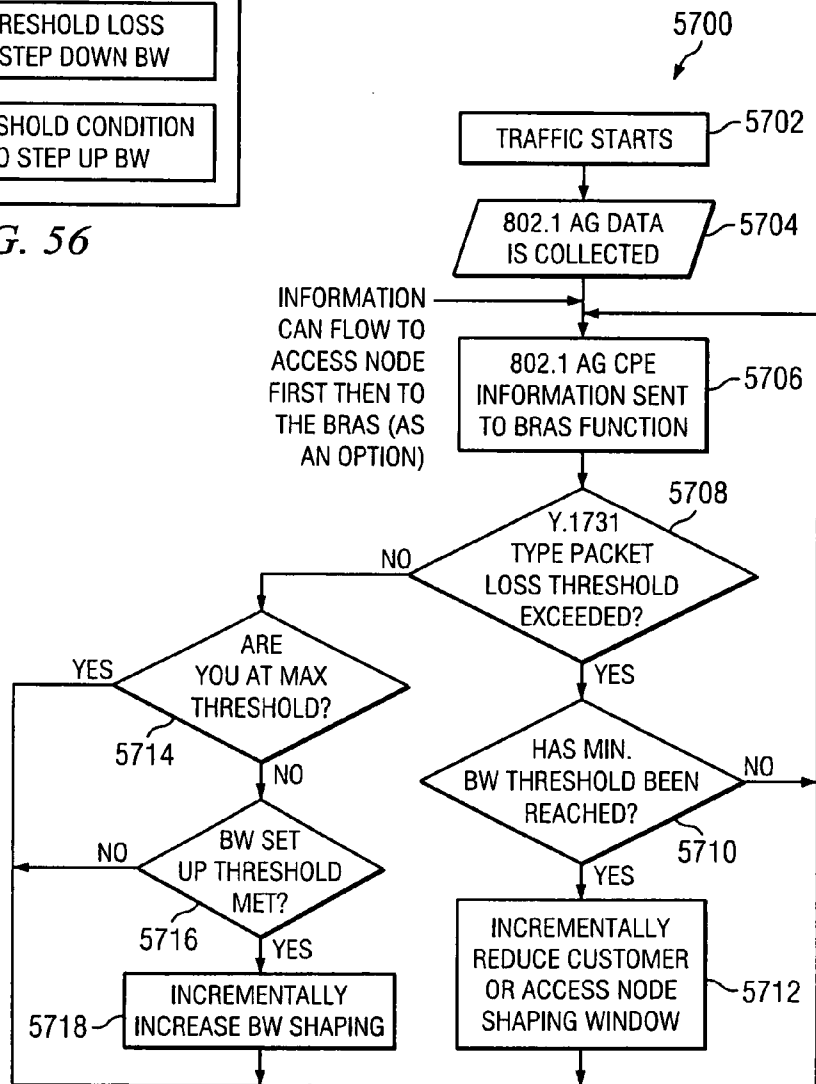 RESHOLD LOSS
STEP DOWN BW
SHOLD CONDITION
O STEP UP BW
G. 56
5700
TRAFFIC STARTS
5702
802.1 AG DATA
IS COLLECTED
5704
INFORMATION
CAN FLOW TO
ACCESS NODE
FIRST THEN TO
THE BRAS (AS
AN OPTION)
802.1 AG CPE
INFORMATION SENT
TO BRAS FUNCTION
5706
5708
Y.1731
TYPE PACKET
LOSS THRESHOLD
EXCEEDED?
NO
YES
ARE
YOU AT MAX
THRESHOLD?
YES
5714
NO
HAS MIN.
BW THRESHOLD BEEN
REACHED?
NO
5710
YES
BW SET
UP THRESHOLD
MET?
NO
5716
YES
INCREMENTALLY
REDUCE CUSTOMER
OR ACCESS NODE
SHAPING WINDOW
5712
INCREMENTALLY
INCREASE BW SHAPING
5718